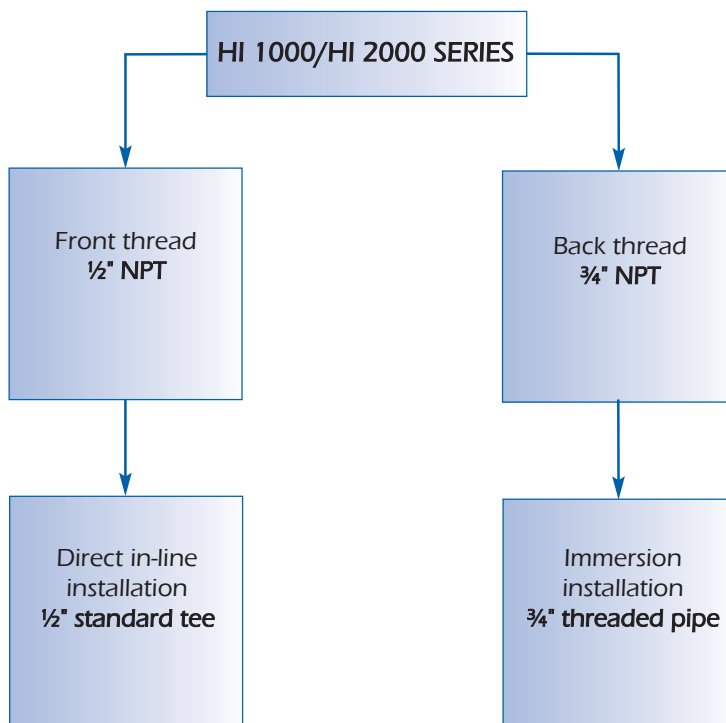 HI 1000/HI 2000 SERIES
Front thread
½" NPT
Back thread
¾" NPT
Direct in-line
installation
½" standard tee
Immersion
installation
¾" threaded pipe